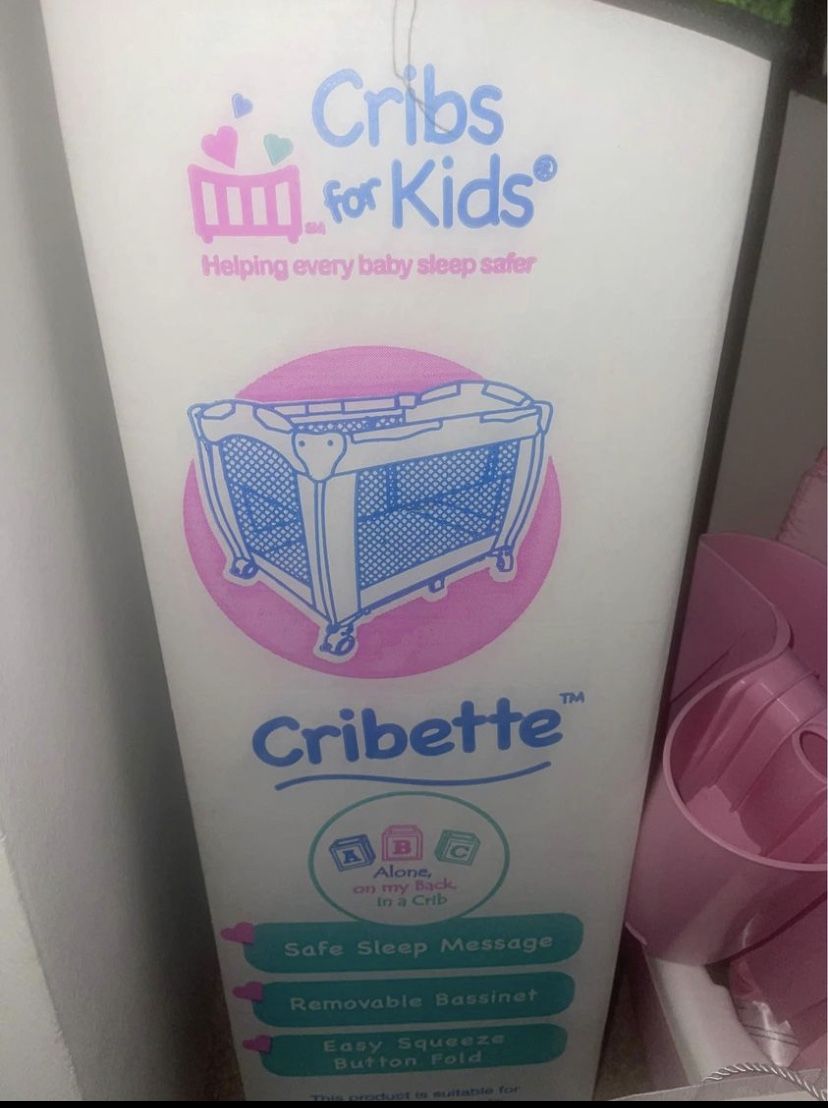 Cribs
for Kids®
SM
Helping every baby sleep safer
Cribette™
A B C
Alone,
on my Back,
in a Crib
Safe Sleep Message
Removable Bassinet
Easy Squeeze
Button Fold
This product is suitable for